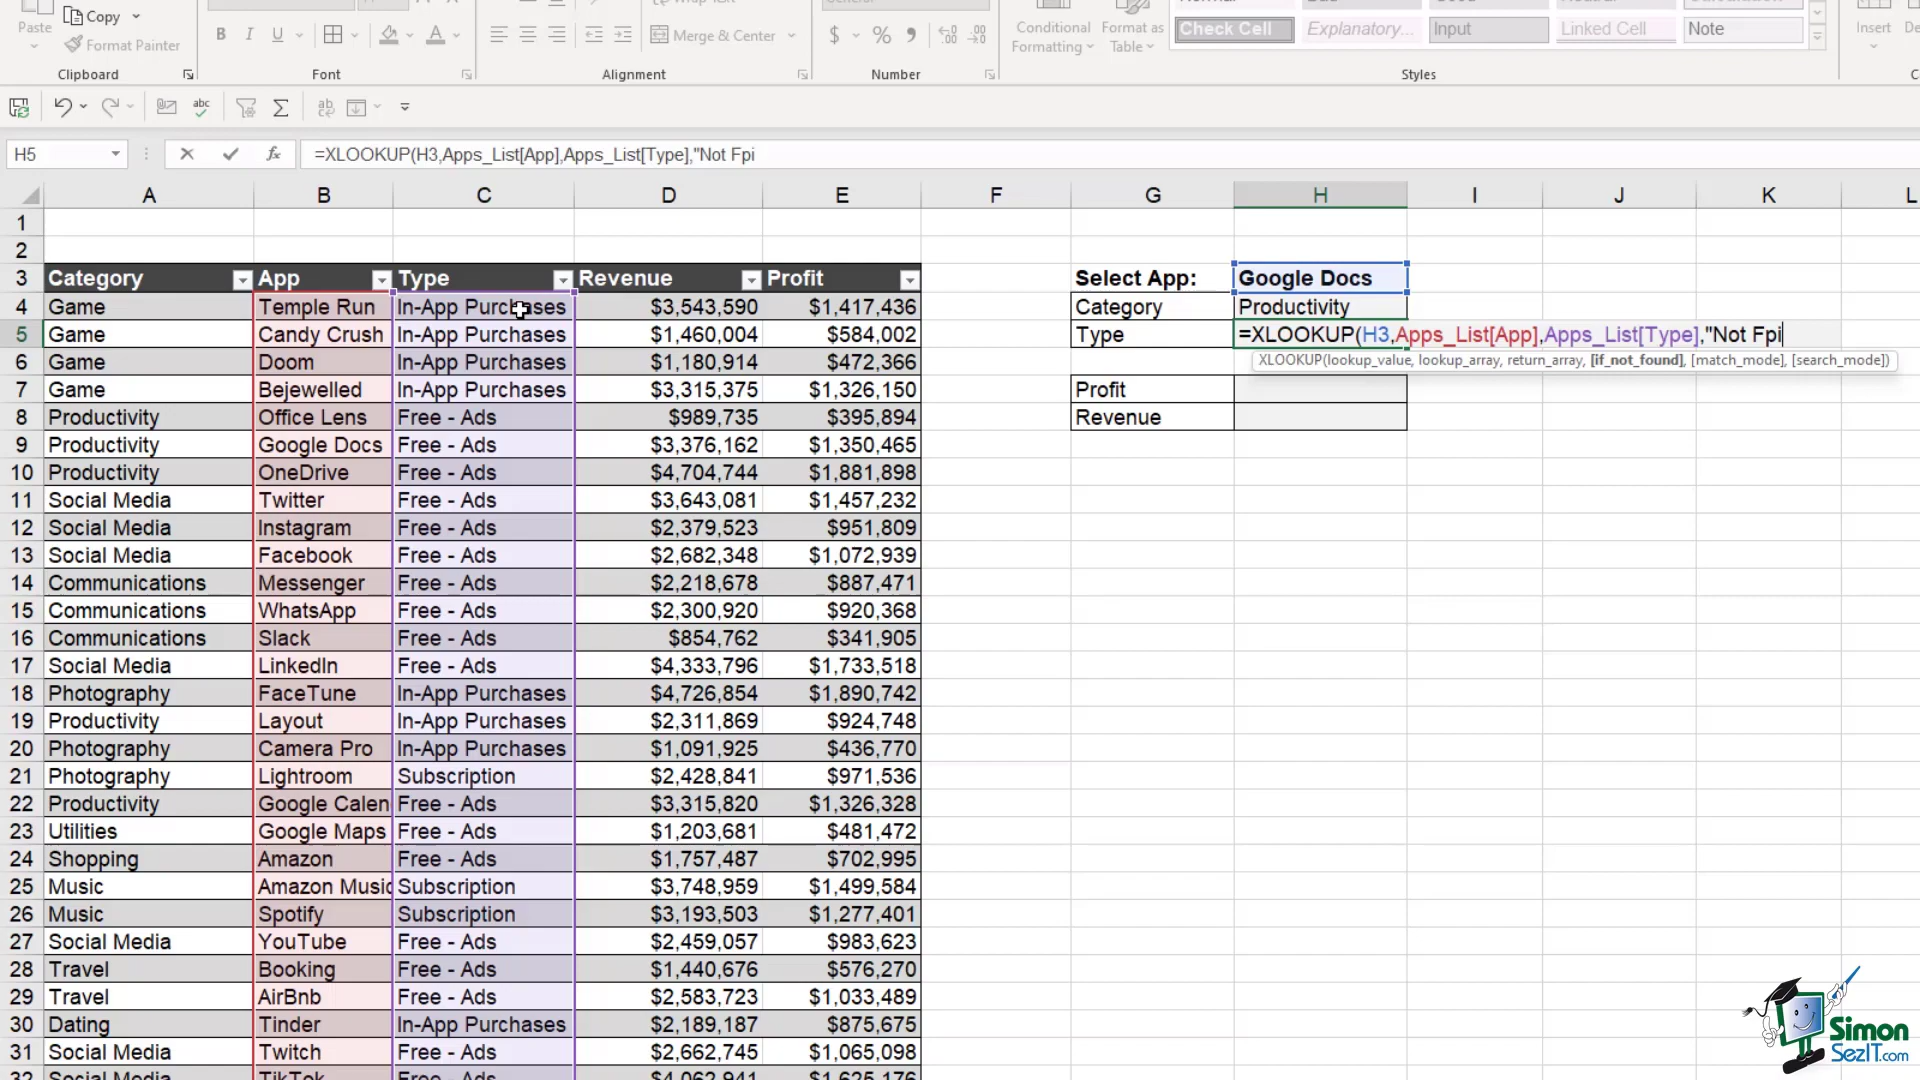 Copy
Paste
Format Painter
B I U
Merge & Center
$ % 9
Conditional Formatting
Format as Table
Check Cell Explanatory... Input Linked Cell Note
Insert
Clipboard Font Alignment Number Styles
H5 =XLOOKUP(H3,Apps_List[App],Apps_List[Type],"Not Fpi
A B C D E F G H I J K L
1
2
3 Category App Type Revenue Profit Select App: Google Docs
4 Game Temple Run In-App Purchases $3,543,590 $1,417,436 Category Productivity
5 Game Candy Crush In-App Purchases $1,460,004 $584,002 Type =XLOOKUP(H3,Apps_List[App],Apps_List[Type],"Not Fpi
XLOOKUP(lookup_value, lookup_array, return_array, [if_not_found], [match_mode], [search_mode])
6 Game Doom In-App Purchases $1,180,914 $472,366
7 Game Bejewelled In-App Purchases $3,315,375 $1,326,150 Profit
8 Productivity Office Lens Free - Ads $989,735 $395,894 Revenue
9 Productivity Google Docs Free - Ads $3,376,162 $1,350,465
10 Productivity OneDrive Free - Ads $4,704,744 $1,881,898
11 Social Media Twitter Free - Ads $3,643,081 $1,457,232
12 Social Media Instagram Free - Ads $2,379,523 $951,809
13 Social Media Facebook Free - Ads $2,682,348 $1,072,939
14 Communications Messenger Free - Ads $2,218,678 $887,471
15 Communications WhatsApp Free - Ads $2,300,920 $920,368
16 Communications Slack Free - Ads $854,762 $341,905
17 Social Media LinkedIn Free - Ads $4,333,796 $1,733,518
18 Photography FaceTune In-App Purchases $4,726,854 $1,890,742
19 Productivity Layout In-App Purchases $2,311,869 $924,748
20 Photography Camera Pro In-App Purchases $1,091,925 $436,770
21 Photography Lightroom Subscription $2,428,841 $971,536
22 Productivity Google Calen Free - Ads $3,315,820 $1,326,328
23 Utilities Google Maps Free - Ads $1,203,681 $481,472
24 Shopping Amazon Free - Ads $1,757,487 $702,995
25 Music Amazon Music Subscription $3,748,959 $1,499,584
26 Music Spotify Subscription $3,193,503 $1,277,401
27 Social Media YouTube Free - Ads $2,459,057 $983,623
28 Travel Booking Free - Ads $1,440,676 $576,270
29 Travel AirBnb Free - Ads $2,583,723 $1,033,489
30 Dating Tinder In-App Purchases $2,189,187 $875,675
31 Social Media Twitch Free - Ads $2,662,745 $1,065,098
32 Social Media TikTok Free - Ads $4,062,941 $1,625,176
Simon
SezIT.com